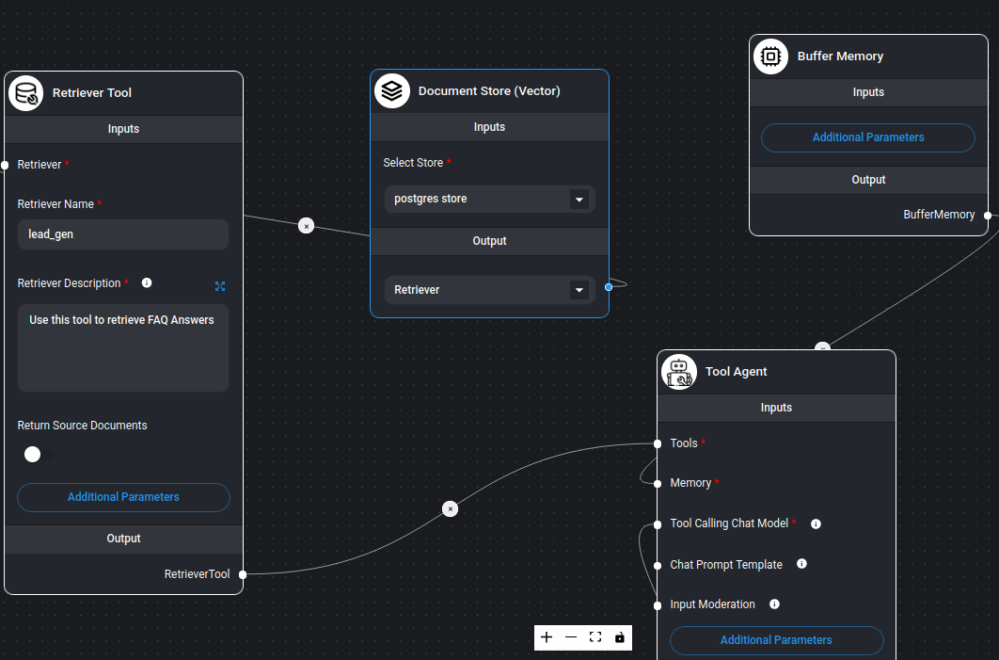 Retriever Tool
Inputs
Retriever *
Retriever Name *
lead_gen
Retriever Description *
Use this tool to retrieve FAQ Answers
Return Source Documents
Additional Parameters
Output
RetrieverTool
Document Store (Vector)
Inputs
Select Store *
postgres store
Output
Retriever
Buffer Memory
Inputs
Additional Parameters
Output
BufferMemory
Tool Agent
Inputs
Tools *
Memory *
Tool Calling Chat Model *
Chat Prompt Template
Input Moderation
Additional Parameters